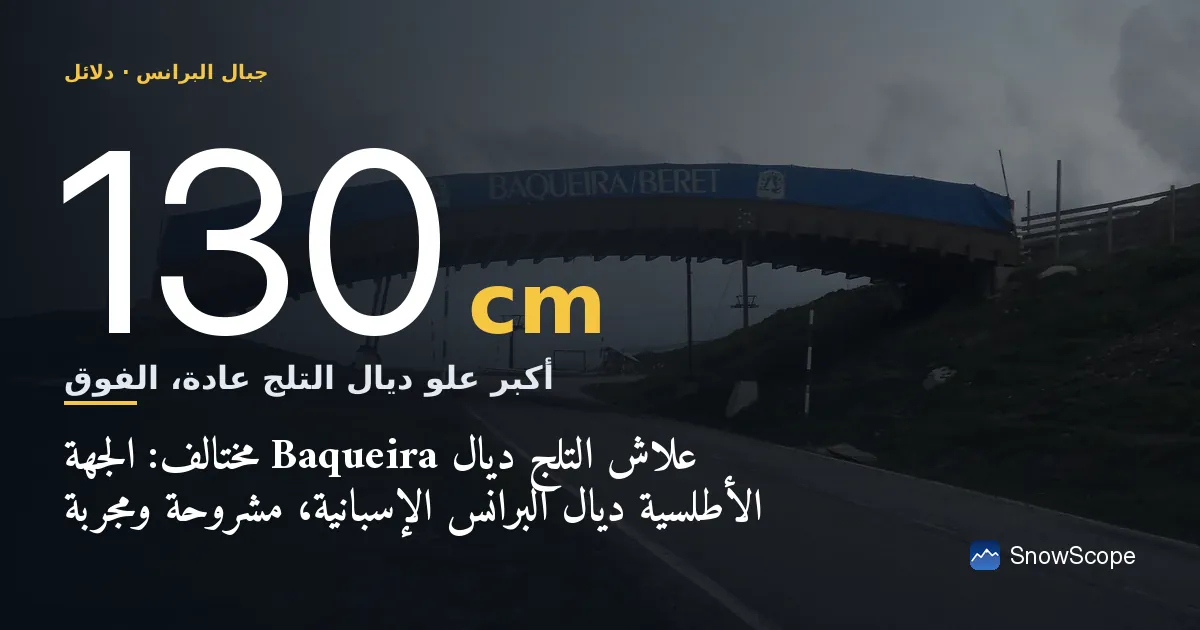 جبال البرانس · دلائل
BAQUEIRA/BERET
130 cm
أكبر علو ديال التلج عادة، الفوق
علاش التلج ديال Baqueira مختالف: الجهة
الأطلسية ديال البرانس الإسبانية، مشروحة ومجربة
SnowScope